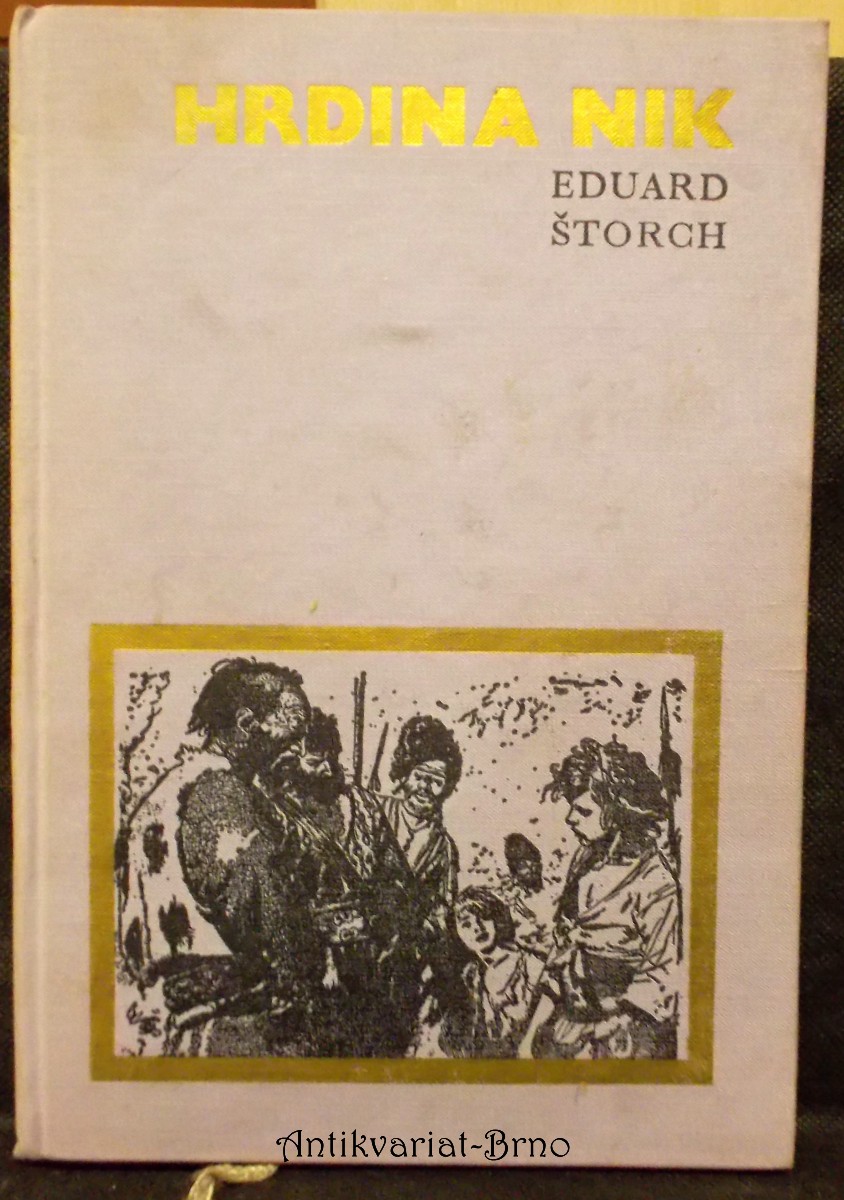 HRDINA NIK
EDUARD
ŠTORCH
Antikvariat-Brno